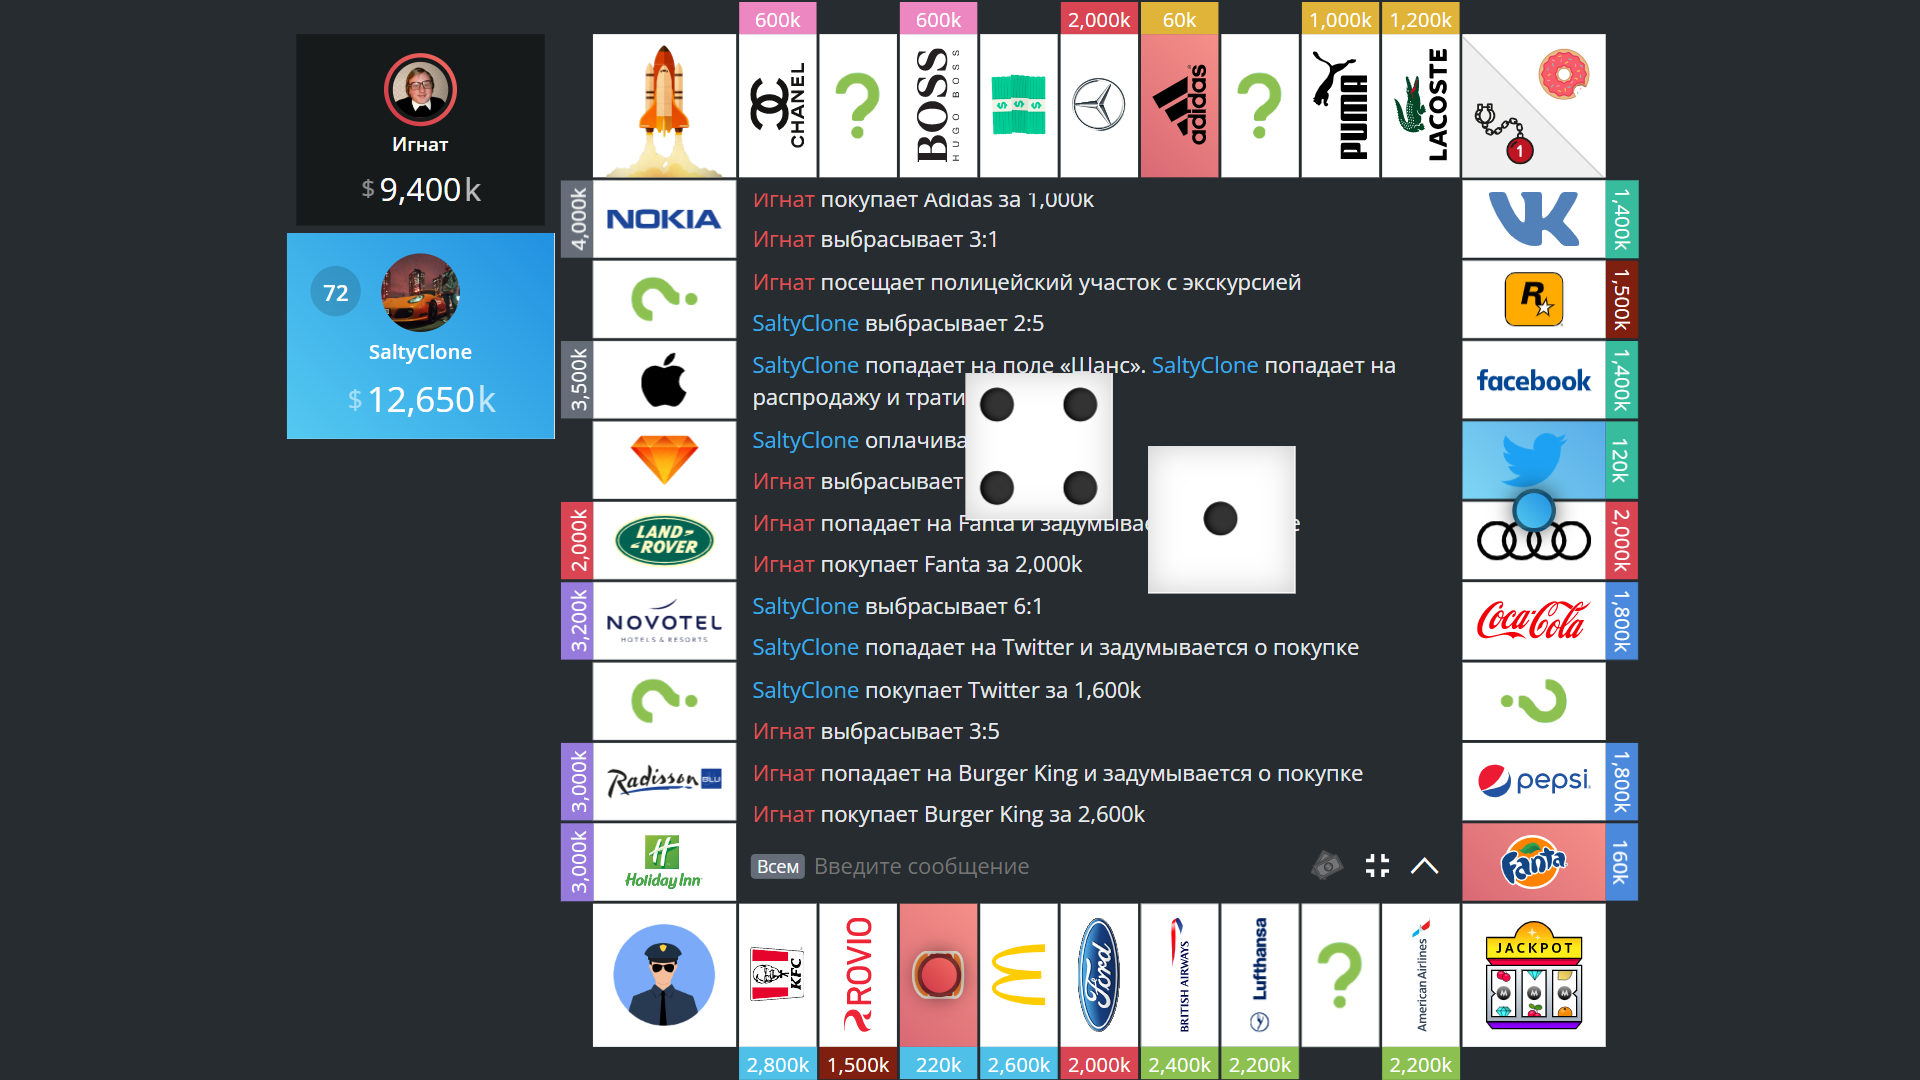 600k
600k
2,000k
60k
1,000k
1,200k
CHANEL
BOSS
HUGO BOSS
adidas
PUMA
LACOSTE
1
Игнат
$ 9,400k
72
SaltyClone
$ 12,650k
4,000k
NOKIA
3,500k
2,000k
LAND ROVER
3,200k
NOVOTEL
HOTELS & RESORTS
3,000k
Radisson BLU
3,000k
Holiday Inn
Игнат покупает Adidas за 1,000k
Игнат выбрасывает 3:1
Игнат посещает полицейский участок с экскурсией
SaltyClone выбрасывает 2:5
SaltyClone попадает на поле «Шанс». SaltyClone попадает на
распродажу и трати
SaltyClone оплачива
Игнат выбрасывает
Игнат попадает на Fanta и задумывае
Игнат покупает Fanta за 2,000k
SaltyClone выбрасывает 6:1
SaltyClone попадает на Twitter и задумывается о покупке
SaltyClone покупает Twitter за 1,600k
Игнат выбрасывает 3:5
Игнат попадает на Burger King и задумывается о покупке
Игнат покупает Burger King за 2,600k
Всем Введите сообщение
VK
1,400k
R
1,500k
facebook
1,400k
120k
2,000k
Coca-Cola
1,800k
pepsi
1,800k
Fanta
160k
KFC
ROVIO
Ford
BRITISH AIRWAYS
Lufthansa
American Airlines
JACKPOT
2,800k
1,500k
220k
2,600k
2,000k
2,400k
2,200k
2,200k